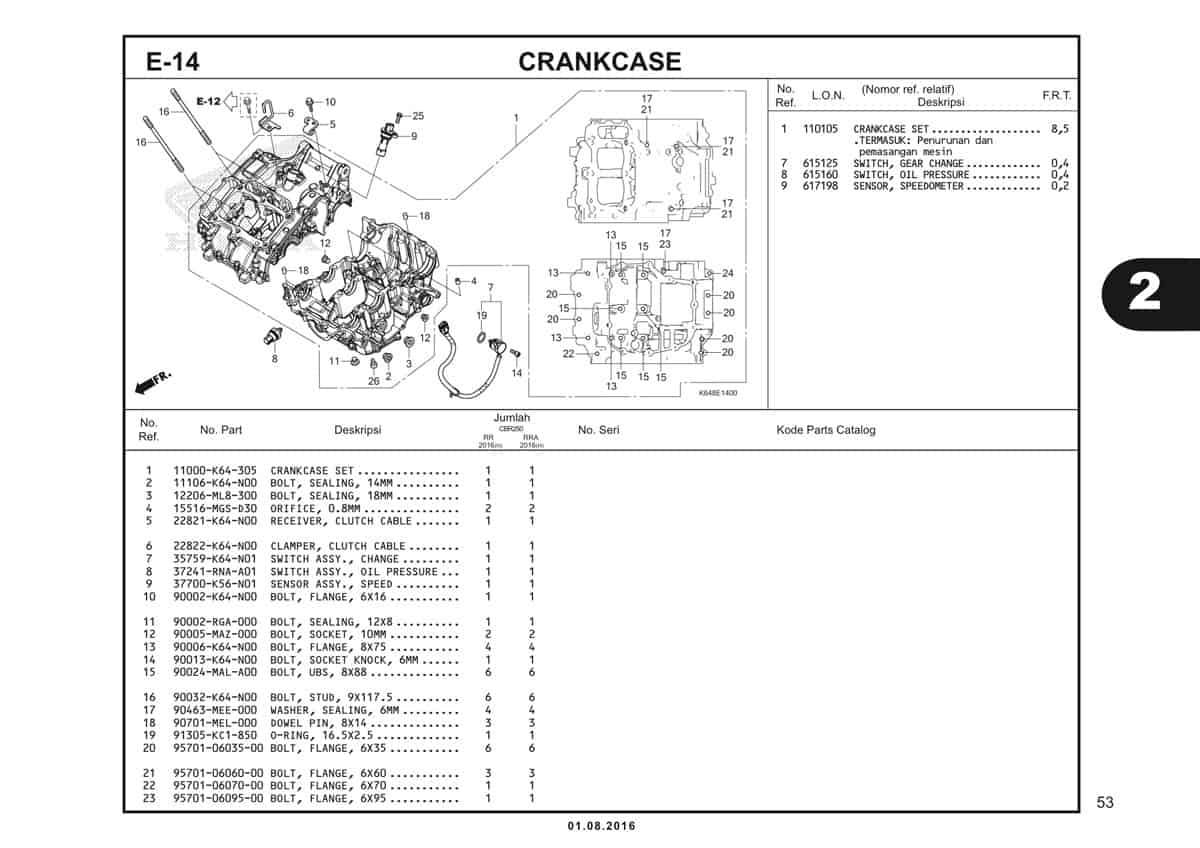 E-14
CRANKCASE
No. Ref.
L.O.N.
(Nomor ref. relatif)
Deskripsi
F.R.T.
1 110105 CRANKCASE SET ................... 8,5
.TERMASUK: Penurunan dan
pemasangan mesin
7 615125 SWITCH, GEAR CHANGE ............. 0,4
8 615160 SWITCH, OIL PRESSURE ............ 0,4
9 617198 SENSOR, SPEEDOMETER ............. 0,2
E-12
16
16
6
10
5
25
9
1
17
21
17
21
17
21
18
12
18
4
7
19
12
8
11
26
2
3
14
13
15
15
17
23
13
24
20
20
15
20
20
13
20
22
20
15
15
15
13
FR.
HONDA
K64BE1400
2
No. Ref.
No. Part
Deskripsi
Jumlah
CBR250
RR
2016(H)
RRA
2016(H)
No. Seri
Kode Parts Catalog
1 11000-K64-305 CRANKCASE SET ................ 1 1
2 11106-K64-N00 BOLT, SEALING, 14MM .......... 1 1
3 12206-ML8-300 BOLT, SEALING, 18MM .......... 1 1
4 15516-MGS-D30 ORIFICE, 0.8MM ............... 2 2
5 22821-K64-N00 RECEIVER, CLUTCH CABLE ....... 1 1
6 22822-K64-N00 CLAMPER, CLUTCH CABLE ........ 1 1
7 35759-K64-N01 SWITCH ASSY., CHANGE ......... 1 1
8 37241-RNA-A01 SWITCH ASSY., OIL PRESSURE ... 1 1
9 37700-K56-N01 SENSOR ASSY., SPEED .......... 1 1
10 90002-K64-N00 BOLT, FLANGE, 6X16 ........... 1 1
11 90002-RGA-000 BOLT, SEALING, 12X8 .......... 1 1
12 90005-MAZ-000 BOLT, SOCKET, 10MM ........... 2 2
13 90006-K64-N00 BOLT, FLANGE, 8X75 ........... 4 4
14 90013-K64-N00 BOLT, SOCKET KNOCK, 6MM ...... 1 1
15 90024-MAL-A00 BOLT, UBS, 8X88 .............. 6 6
16 90032-K64-N00 BOLT, STUD, 9X117.5 .......... 6 6
17 90463-MEE-000 WASHER, SEALING, 6MM ......... 4 4
18 90701-MEL-000 DOWEL PIN, 8X14 .............. 3 3
19 91305-KC1-850 O-RING, 16.5X2.5 ............. 1 1
20 95701-06035-00 BOLT, FLANGE, 6X35 ........... 6 6
21 95701-06060-00 BOLT, FLANGE, 6X60 ........... 3 3
22 95701-06070-00 BOLT, FLANGE, 6X70 ........... 1 1
23 95701-06095-00 BOLT, FLANGE, 6X95 ........... 1 1
53
01.08.2016